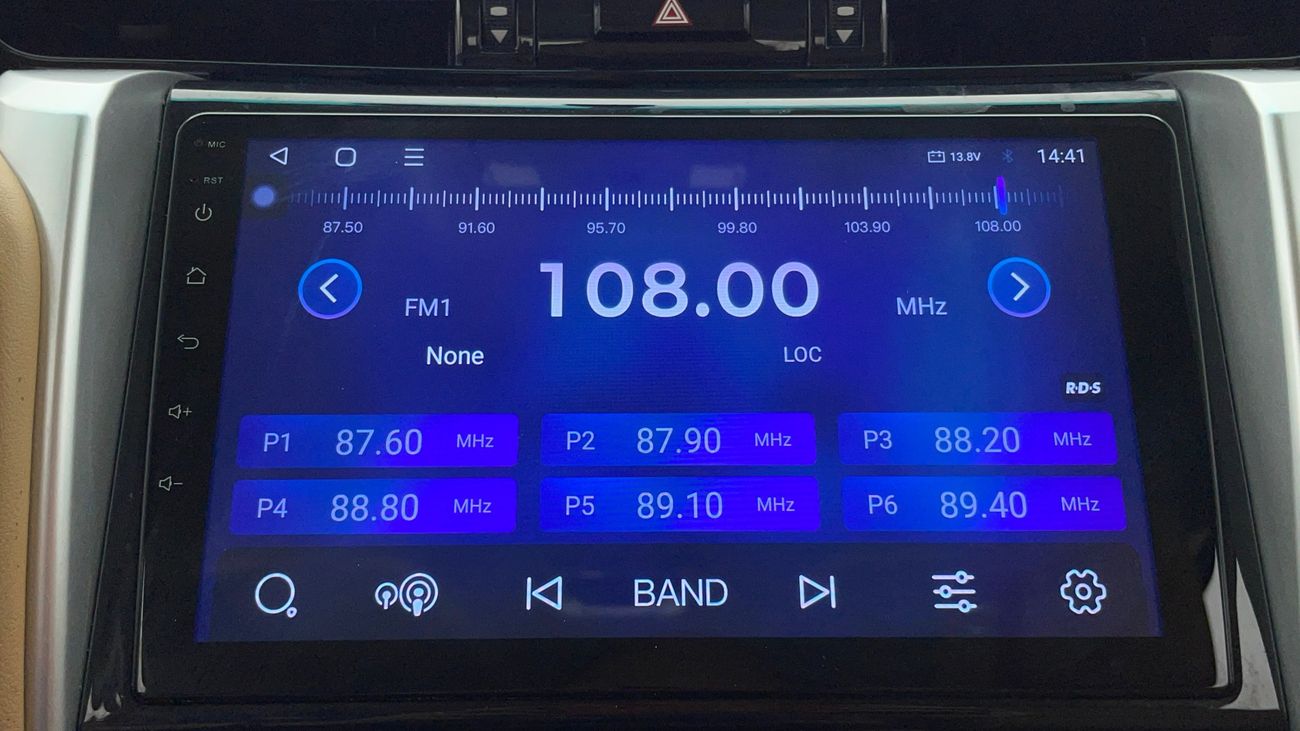 MIC
RST
13.8V 14:41
87.50 91.60 95.70 99.80 103.90 108.00
FM1 108.00 MHz
None LOC
R·D·S
P1 87.60 MHz P2 87.90 MHz P3 88.20 MHz
P4 88.80 MHz P5 89.10 MHz P6 89.40 MHz
BAND